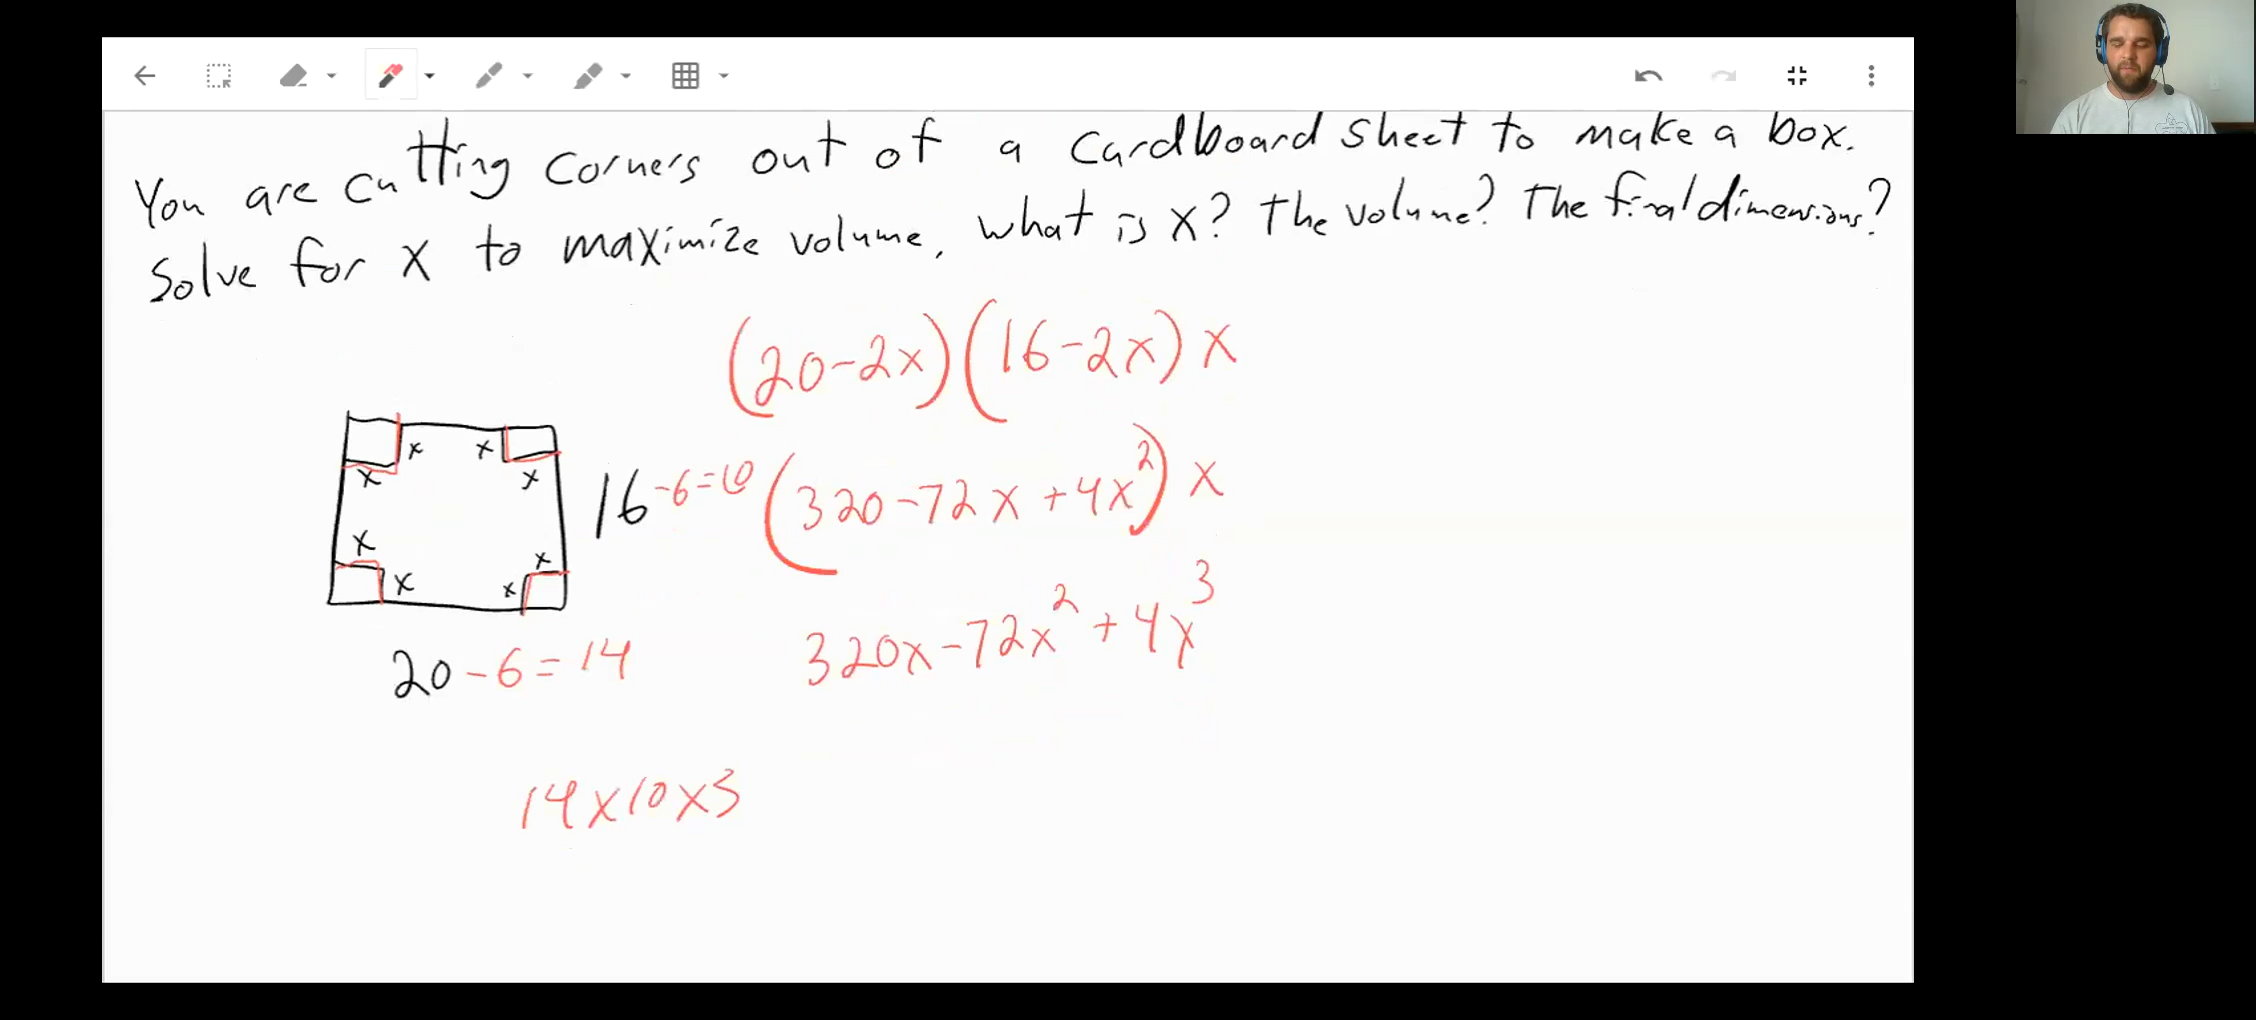 You are cutting corners out of a cardboard sheet to make a box.
Solve for x to maximize volume. what is x? The volume? The final dimensions?
(20-2x)(16-2x)x
x x
x x
16-6=10
(320-72x+4x²)x
x x
x x
320x-72x²+4x³
20-6=14
14x10x3